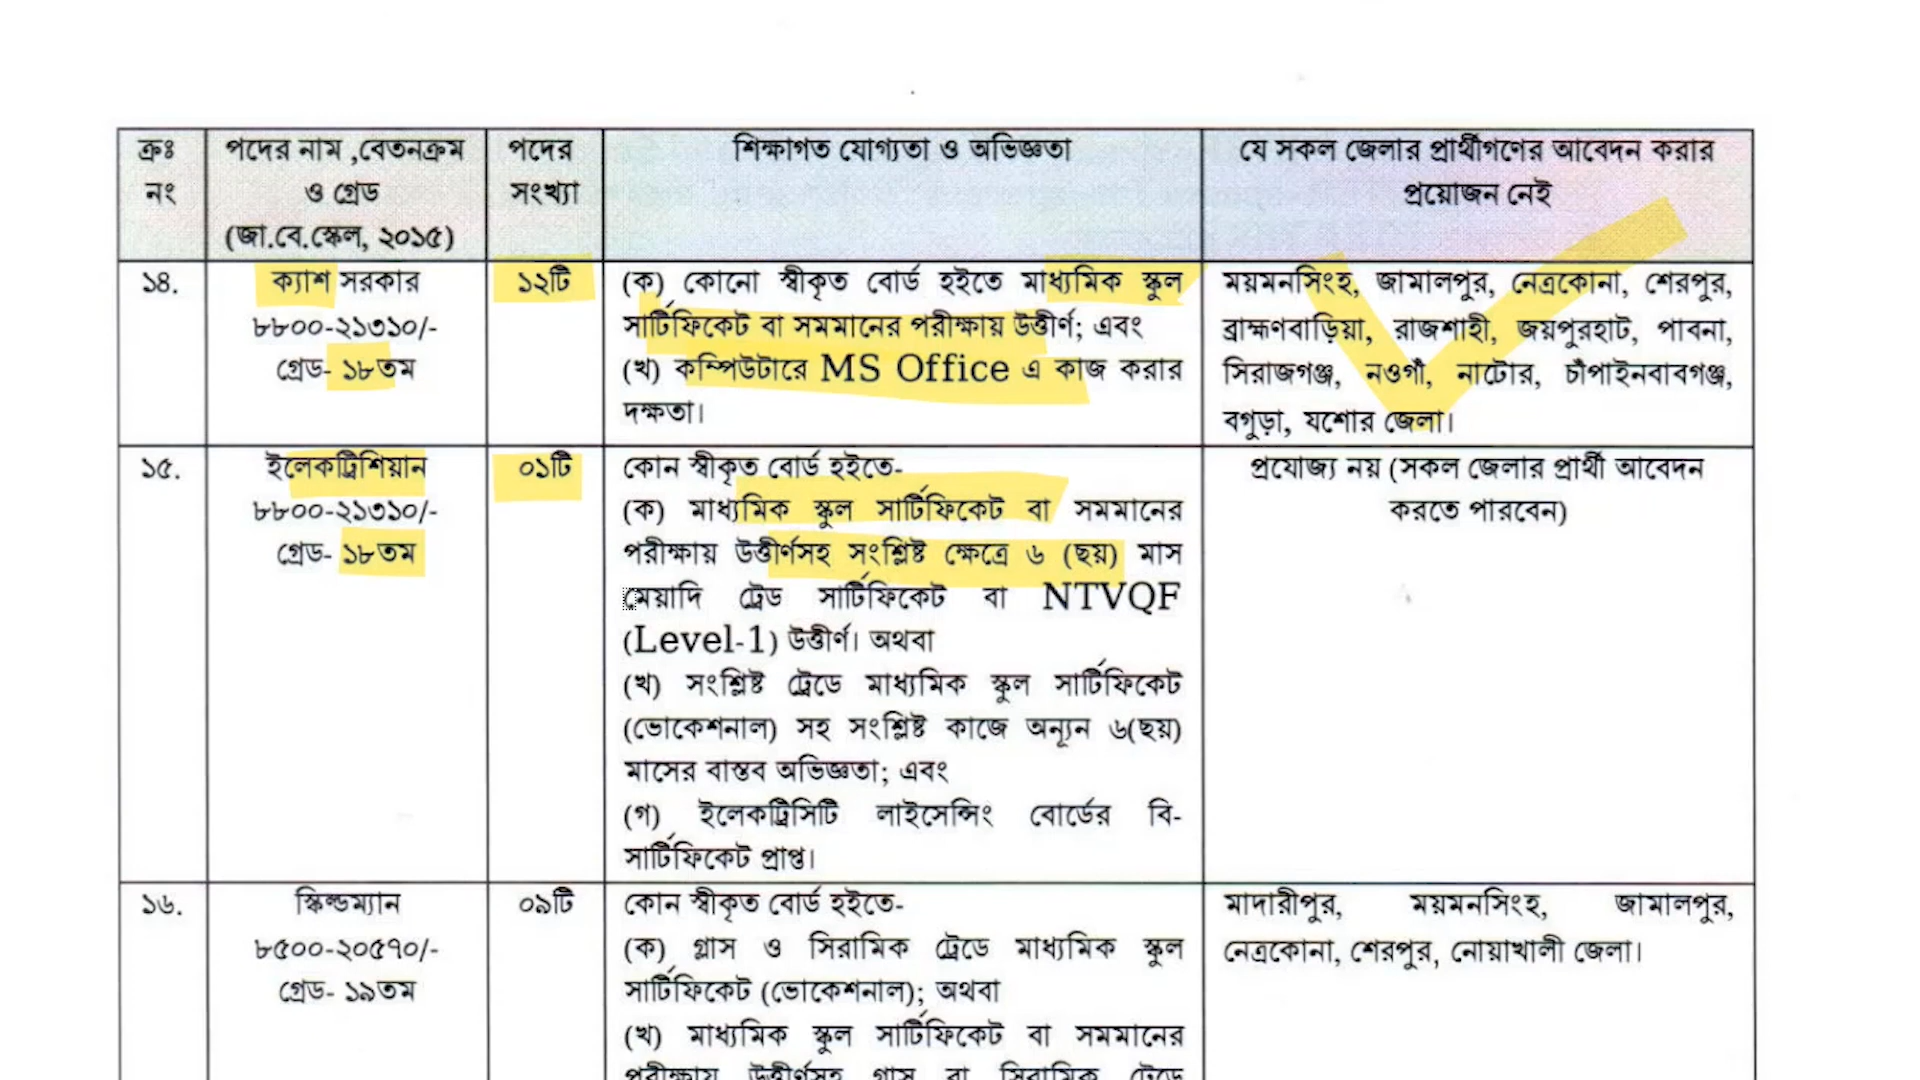 ক্রঃ নং
পদের নাম ,বেতনক্রম ও গ্রেড (জা.বে.স্কেল, ২০১৫)
পদের সংখ্যা
শিক্ষাগত যোগ্যতা ও অভিজ্ঞতা
যে সকল জেলার প্রার্থীগণের আবেদন করার
প্রয়োজন নেই
১৪.
ক্যাশ সরকার
৮৮০০-২১৩১০/-
গ্রেড- ১৮তম
১২টি
(ক) কোনো স্বীকৃত বোর্ড হইতে মাধ্যমিক স্কুল
সার্টিফিকেট বা সমমানের পরীক্ষায় উত্তীর্ণ; এবং
(খ) কম্পিউটারে MS Office এ কাজ করার
দক্ষতা।
ময়মনসিংহ, জামালপুর, নেত্রকোনা, শেরপুর,
ব্রাহ্মণবাড়িয়া, রাজশাহী, জয়পুরহাট, পাবনা,
সিরাজগঞ্জ, নওগাঁ, নাটোর, চাঁপাইনবাবগঞ্জ,
বগুড়া, যশোর জেলা।
১৫.
ইলেকট্রিশিয়ান
৮৮০০-২১৩১০/-
গ্রেড- ১৮তম
০১টি
কোন স্বীকৃত বোর্ড হইতে-
(ক) মাধ্যমিক স্কুল সার্টিফিকেট বা সমমানের
পরীক্ষায় উত্তীর্ণসহ সংশ্লিষ্ট ক্ষেত্রে ৬ (ছয়) মাস
মেয়াদি ট্রেড সার্টিফিকেট বা NTVQF
(Level-1) উত্তীর্ণ। অথবা
(খ) সংশ্লিষ্ট ট্রেডে মাধ্যমিক স্কুল সার্টিফিকেট
(ভোকেশনাল) সহ সংশ্লিষ্ট কাজে অন্যূন ৬(ছয়)
মাসের বাস্তব অভিজ্ঞতা; এবং
(গ) ইলেকট্রিসিটি লাইসেন্সিং বোর্ডের বি-
সার্টিফিকেট প্রাপ্ত।
প্রযোজ্য নয় (সকল জেলার প্রার্থী আবেদন
করতে পারবেন)
১৬.
স্কিল্ডম্যান
৮৫০০-২০৫৭০/-
গ্রেড- ১৯তম
০৯টি
কোন স্বীকৃত বোর্ড হইতে-
(ক) গ্লাস ও সিরামিক ট্রেডে মাধ্যমিক স্কুল
সার্টিফিকেট (ভোকেশনাল); অথবা
(খ) মাধ্যমিক স্কুল সার্টিফিকেট বা সমমানের
পরীক্ষায় উত্তীর্ণসহ গ্লাস বা সিরামিক ট্রেডে
মাদারীপুর, ময়মনসিংহ, জামালপুর,
নেত্রকোনা, শেরপুর, নোয়াখালী জেলা।